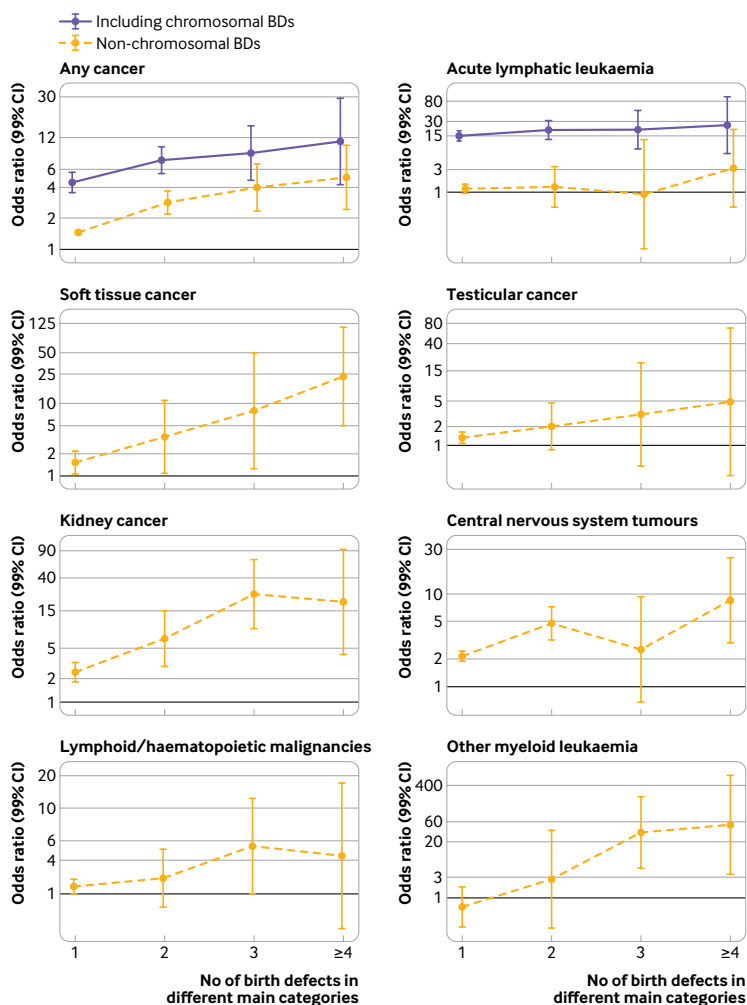 Including chromosomal BDs
Non-chromosomal BDs
Any cancer
Odds ratio (99% CI)
30
12
6
4
2
1
Acute lymphatic leukaemia
Odds ratio (99% CI)
80
30
15
3
1
Soft tissue cancer
Odds ratio (99% CI)
125
50
25
10
5
2
1
Testicular cancer
Odds ratio (99% CI)
80
40
15
5
2
1
Kidney cancer
Odds ratio (99% CI)
90
40
15
5
2
1
Central nervous system tumours
Odds ratio (99% CI)
30
10
5
2
1
Lymphoid/haematopoietic malignancies
Odds ratio (99% CI)
20
10
6
4
1
1 2 3 ≥4
No of birth defects in
different main categories
Other myeloid leukaemia
Odds ratio (99% CI)
400
60
20
3
1
1 2 3 ≥4
No of birth defects in
different main categories